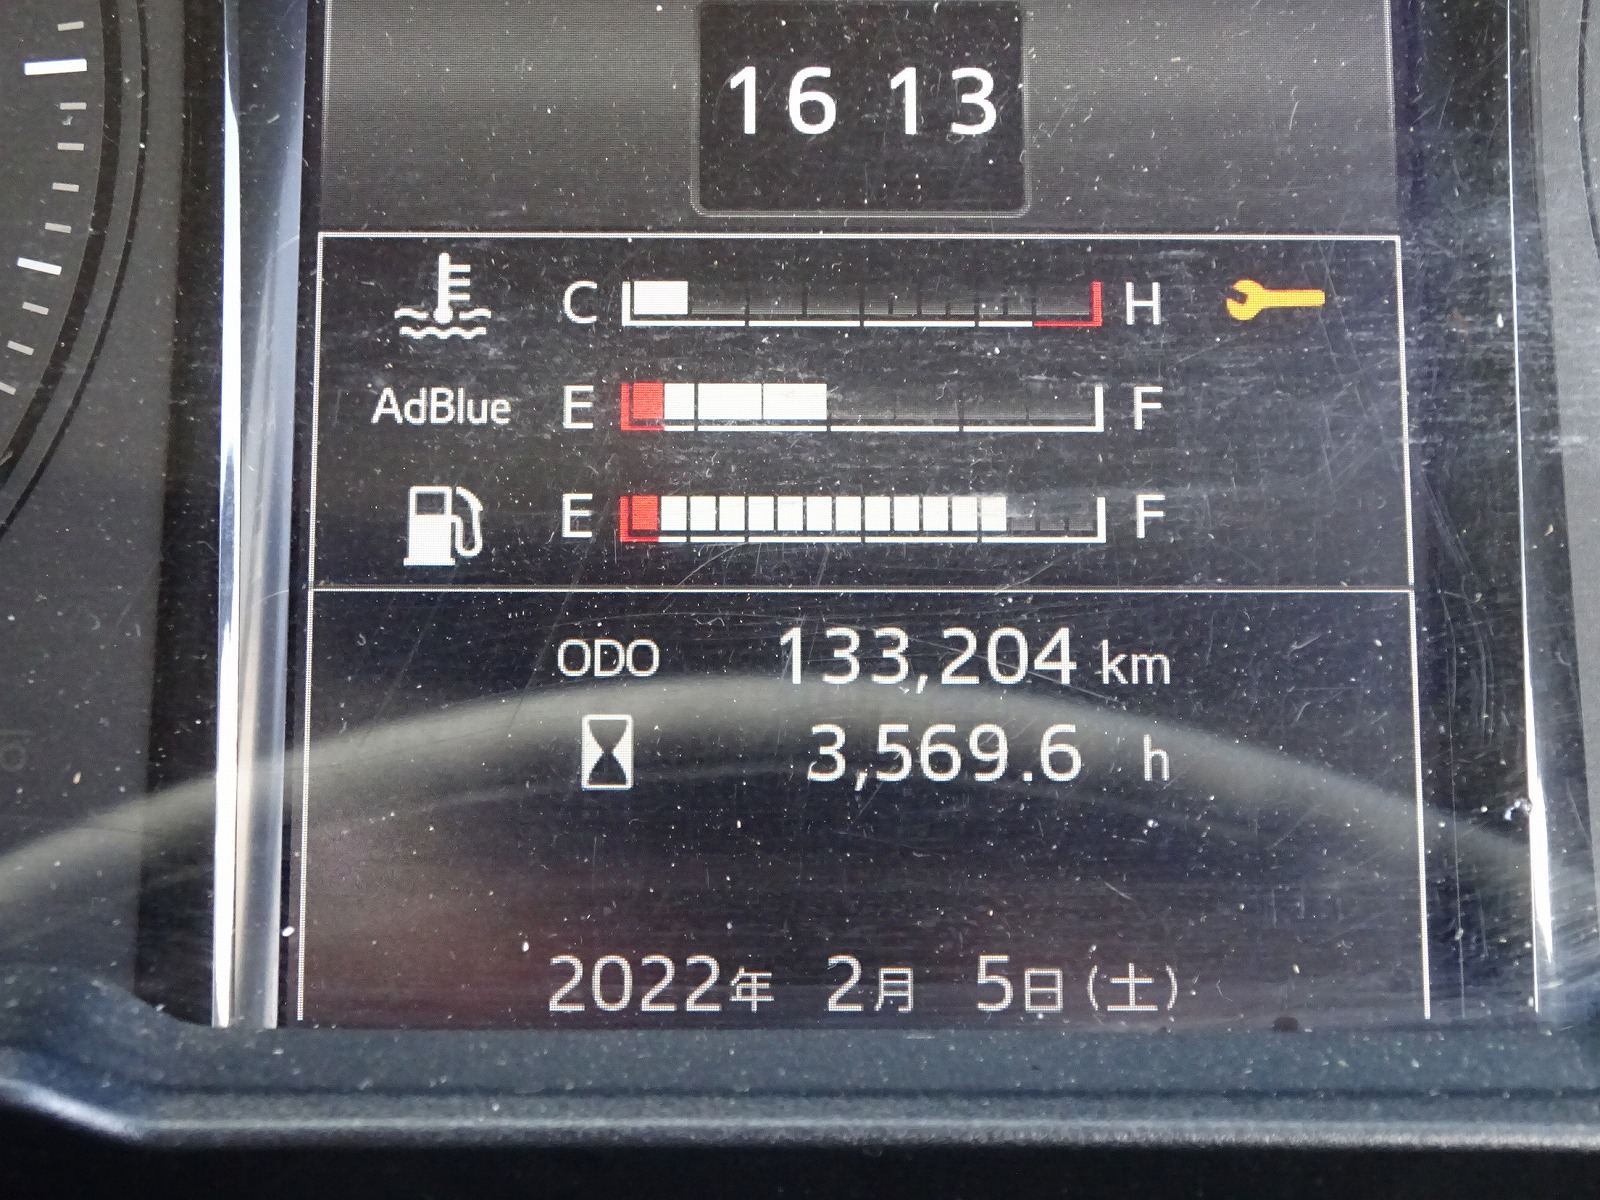 16 13
C H
AdBlue E F
E F
ODO 133,204 km
3,569.6 h
2022年 2月 5日(土)